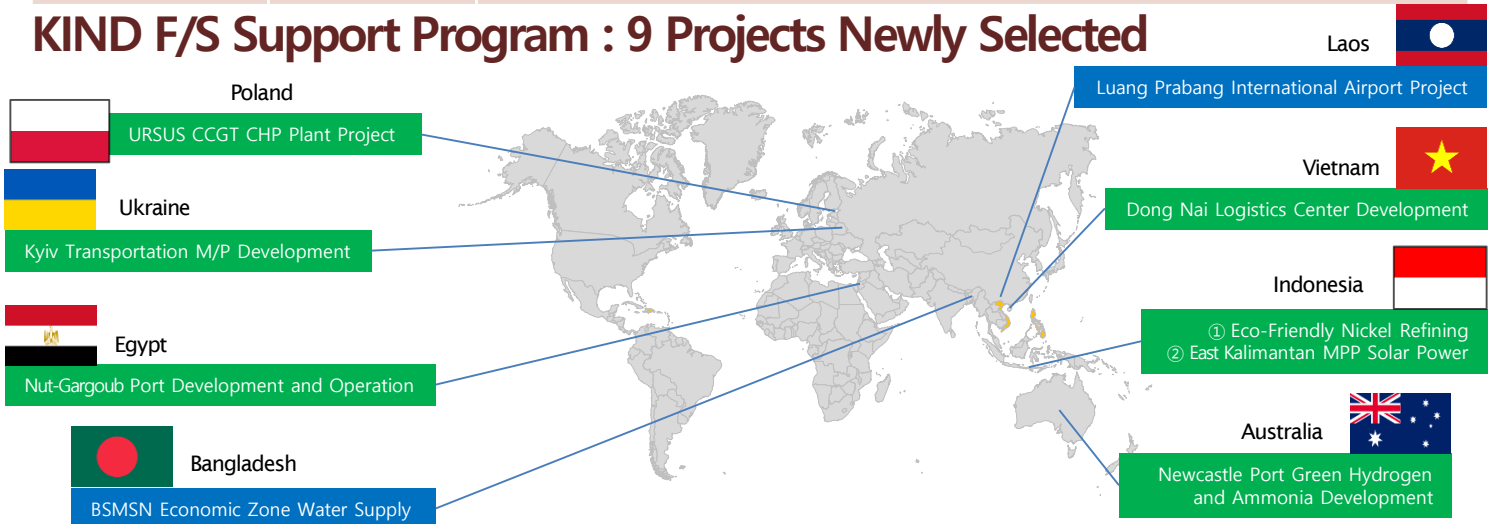 KIND F/S Support Program : 9 Projects Newly Selected
Poland
URSUS CCGT CHP Plant Project
Ukraine
Kyiv Transportation M/P Development
Egypt
Nut-Gargoub Port Development and Operation
Bangladesh
BSMSN Economic Zone Water Supply
Laos
Luang Prabang International Airport Project
Vietnam
Dong Nai Logistics Center Development
Indonesia
① Eco-Friendly Nickel Refining
② East Kalimantan MPP Solar Power
Australia
Newcastle Port Green Hydrogen
and Ammonia Development